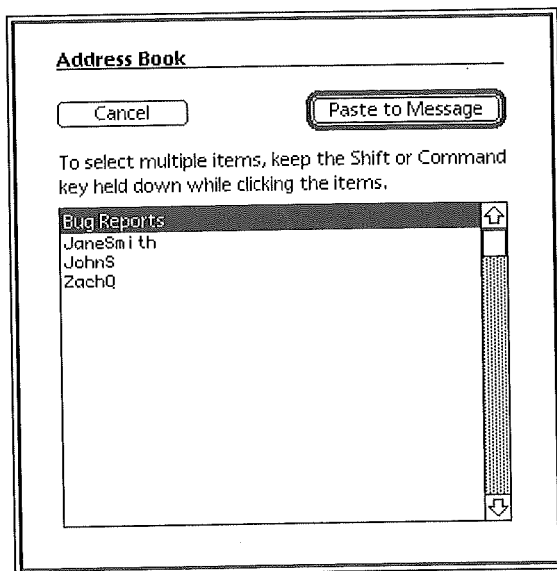 Address Book
Cancel
Paste to Message
To select multiple items, keep the Shift or Command
key held down while clicking the items.
Bug Reports
JaneSmith
JohnS
ZachQ